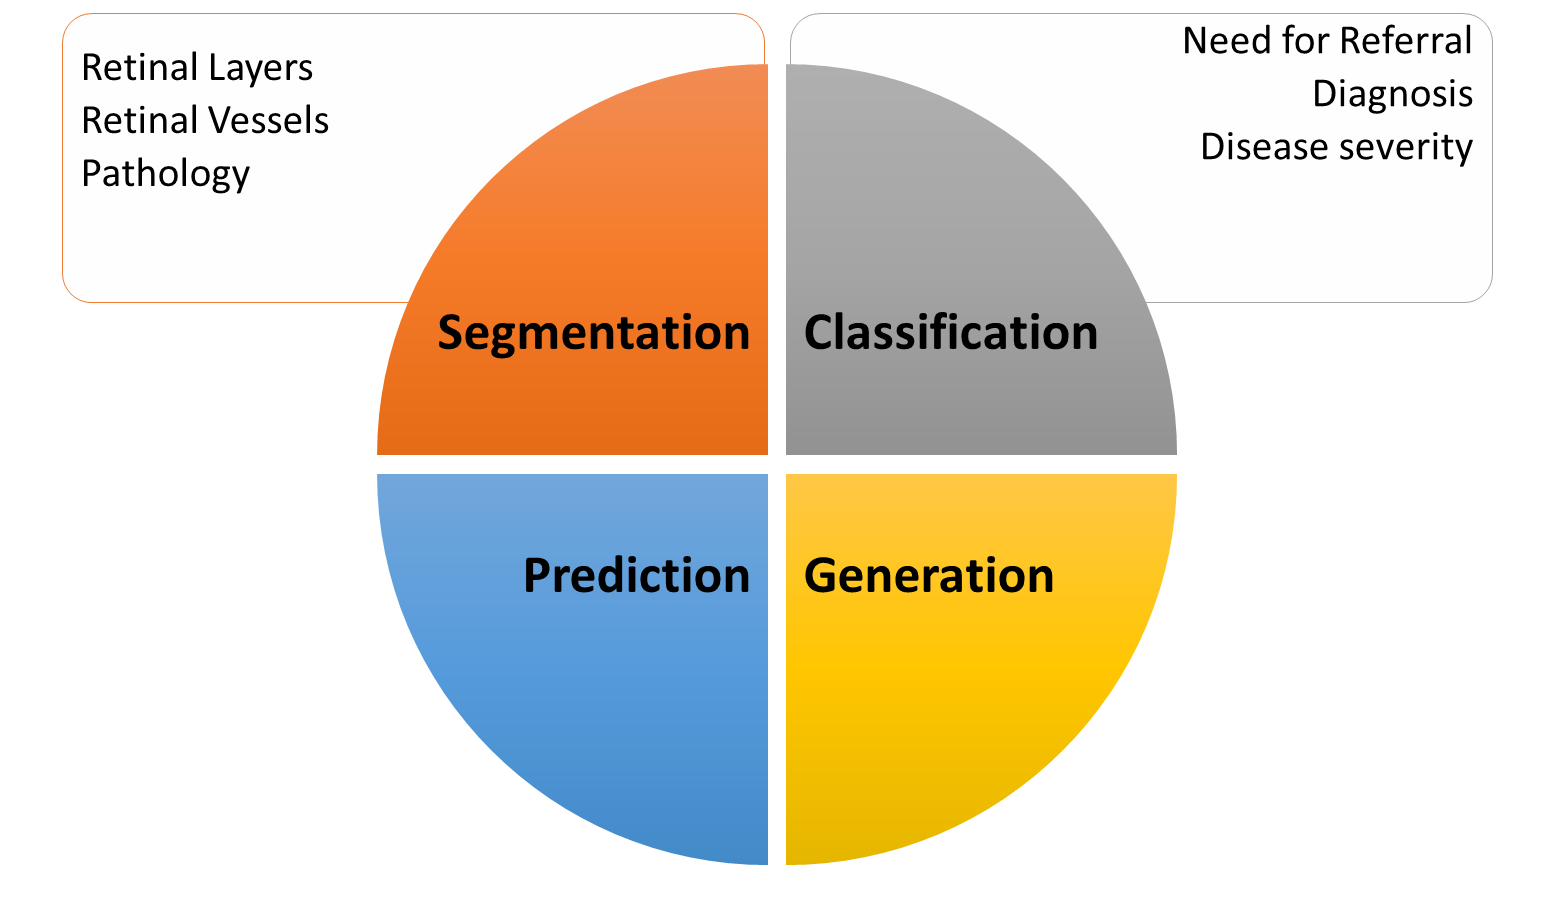 Retinal Layers
Retinal Vessels
Pathology
Need for Referral
Diagnosis
Disease severity
Segmentation
Classification
Prediction
Generation